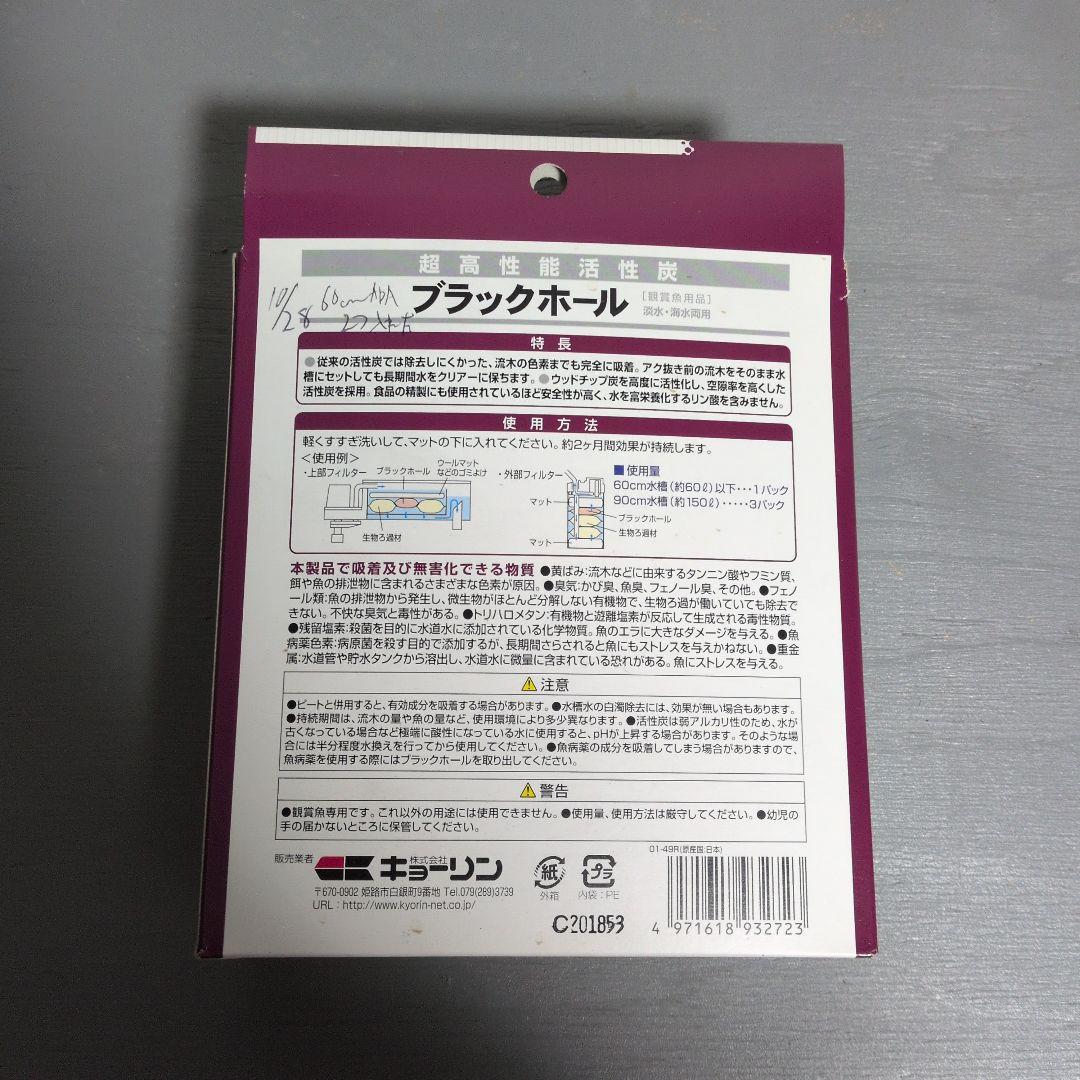 超高性能活性炭
ブラックホール
[観賞魚用品]
淡水・海水両用
10/28 60cm ADA
2つ入れた
特長
●従来の活性炭では除去しにくかった、流木の色素までも完全に吸着。アク抜き前の流木をそのまま水
槽にセットしても長期間水をクリアーに保ちます。●ウッドチップ炭を高度に活性化し、空隙率を高くした
活性炭を採用。食品の精製にも使用されているほど安全性が高く、水を富栄養化するリン酸を含みません。
使用方法
軽くすすぎ洗いして、マットの下に入れてください。約2ヶ月間効果が持続します。
<使用例>
・上部フィルター
ブラックホール
ウールマット
などのゴミよけ
生物ろ過材
・外部フィルター
マット
ブラックホール
生物ろ過材
マット
■使用量
60cm水槽(約60ℓ)以下・・・1パック
90cm水槽(約150ℓ)・・・・・3パック
本製品で吸着及び無害化できる物質 ●黄ばみ:流木などに由来するタンニン酸やフミン質、
餌や魚の排泄物に含まれるさまざまな色素が原因。●臭気:かび臭、魚臭、フェノール臭、その他。●フェノ
ール類:魚の排泄物から発生し、微生物がほとんど分解しない有機物で、生物ろ過が働いていても除去で
きない。不快な臭気と毒性がある。●トリハロメタン:有機物と遊離塩素が反応して生成される毒性物質。
●残留塩素:殺菌を目的に水道水に添加されている化学物質。魚のエラに大きなダメージを与える。●魚
病薬色素:病原菌を殺す目的で添加するが、長期間さらされると魚にもストレスを与えかねない。●重金
属:水道管や貯水タンクから溶出し、水道水に微量に含まれている恐れがある。魚にストレスを与える。
注意
●ピートと併用すると、有効成分を吸着する場合があります。●水槽水の白濁除去には、効果が無い場合もあります。
●持続期間は、流木の量や魚の量など、使用環境により多少異なります。●活性炭は弱アルカリ性のため、水が
古くなっている場合など極端に酸性になっている水に使用すると、pHが上昇する場合があります。そのような場
合には半分程度水換えを行ってから使用してください。●魚病薬の成分を吸着してしまう場合がありますので、
魚病薬を使用する際にはブラックホールを取り出してください。
警告
●観賞魚専用です。これ以外の用途には使用できません。●使用量、使用方法は厳守してください。●幼児の
手の届かないところに保管してください。
販売業者 株式会社 キョーリン
〒670-0902 姫路市白銀町9番地 Tel.079(289)3739
URL:http://www.kyorin-net.co.jp/
紙
外箱
プラ
内袋:PE
C201853
01-49R(原産国:日本)
4 971618 932723